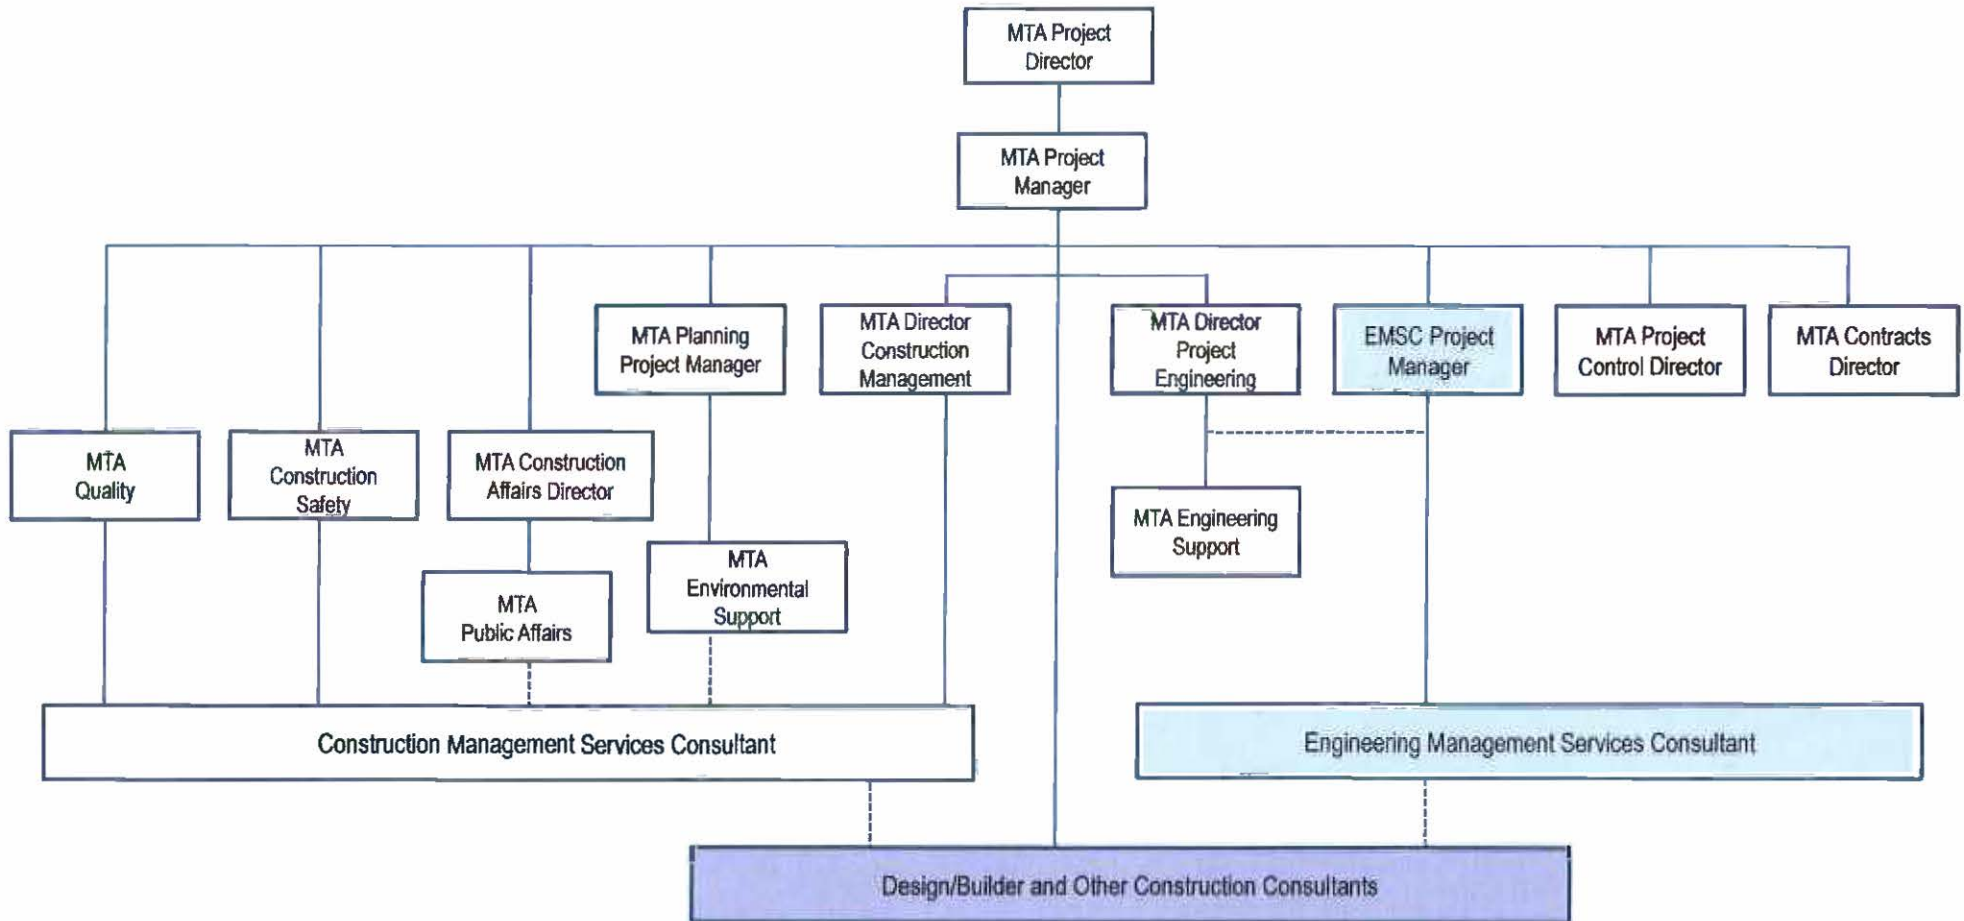 MTA Project
Director
MTA Project
Manager
MTA Planning
Project Manager
MTA Director
Construction
Management
MTA Director
Project
Engineering
EMSC Project
Manager
MTA Project
Control Director
MTA Contracts
Director
MTA
Quality
MTA
Construction
Safety
MTA Construction
Affairs Director
MTA Engineering
Support
MTA
Public Affairs
MTA
Environmental
Support
Construction Management Services Consultant
Engineering Management Services Consultant
Design/Builder and Other Construction Consultants